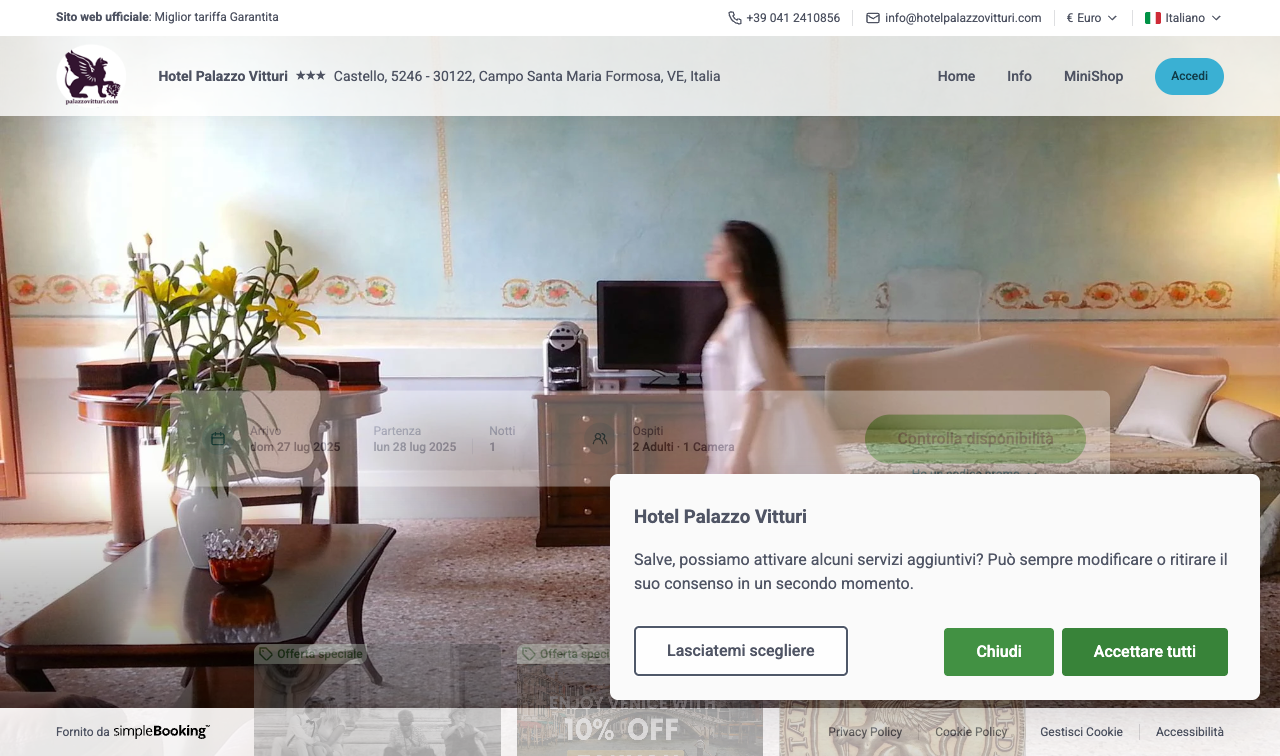 Sito web ufficiale: Miglior tariffa Garantita
+39 041 2410856
info@hotelpalazzovitturi.com
€ Euro
Italiano
palazzovitturi.com
Hotel Palazzo Vitturi ★★★ Castello, 5246 - 30122, Campo Santa Maria Formosa, VE, Italia
Home
Info
MiniShop
Accedi
Arrivo
dom 27 lug 2025
Partenza
lun 28 lug 2025
Notti
1
Ospiti
2 Adulti · 1 Camera
Controlla disponibilità
Hotel Palazzo Vitturi
Salve, possiamo attivare alcuni servizi aggiuntivi? Può sempre modificare o ritirare il
suo consenso in un secondo momento.
Lasciatemi scegliere
Chiudi
Accettare tutti
Offerta speciale
Offerta speci
ENJOY VENICE WITH
10% OFF
Fornito da simpleBooking
Privacy Policy
Cookie Policy
Gestisci Cookie
Accessibilità